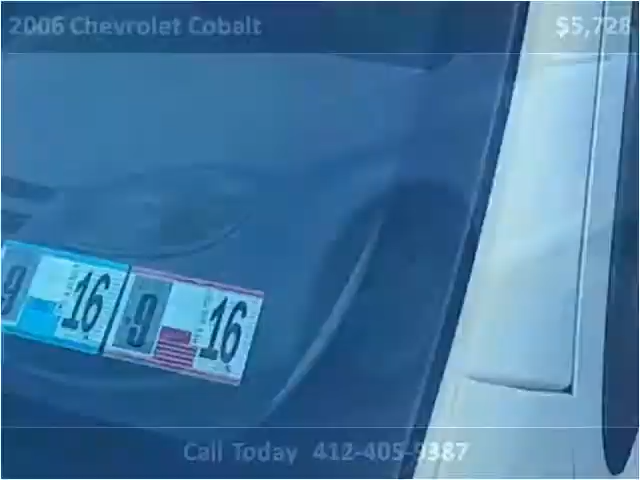 2006 Chevrolet Cobalt $5,728
9 16 9 16
Call Today 412-405-9387